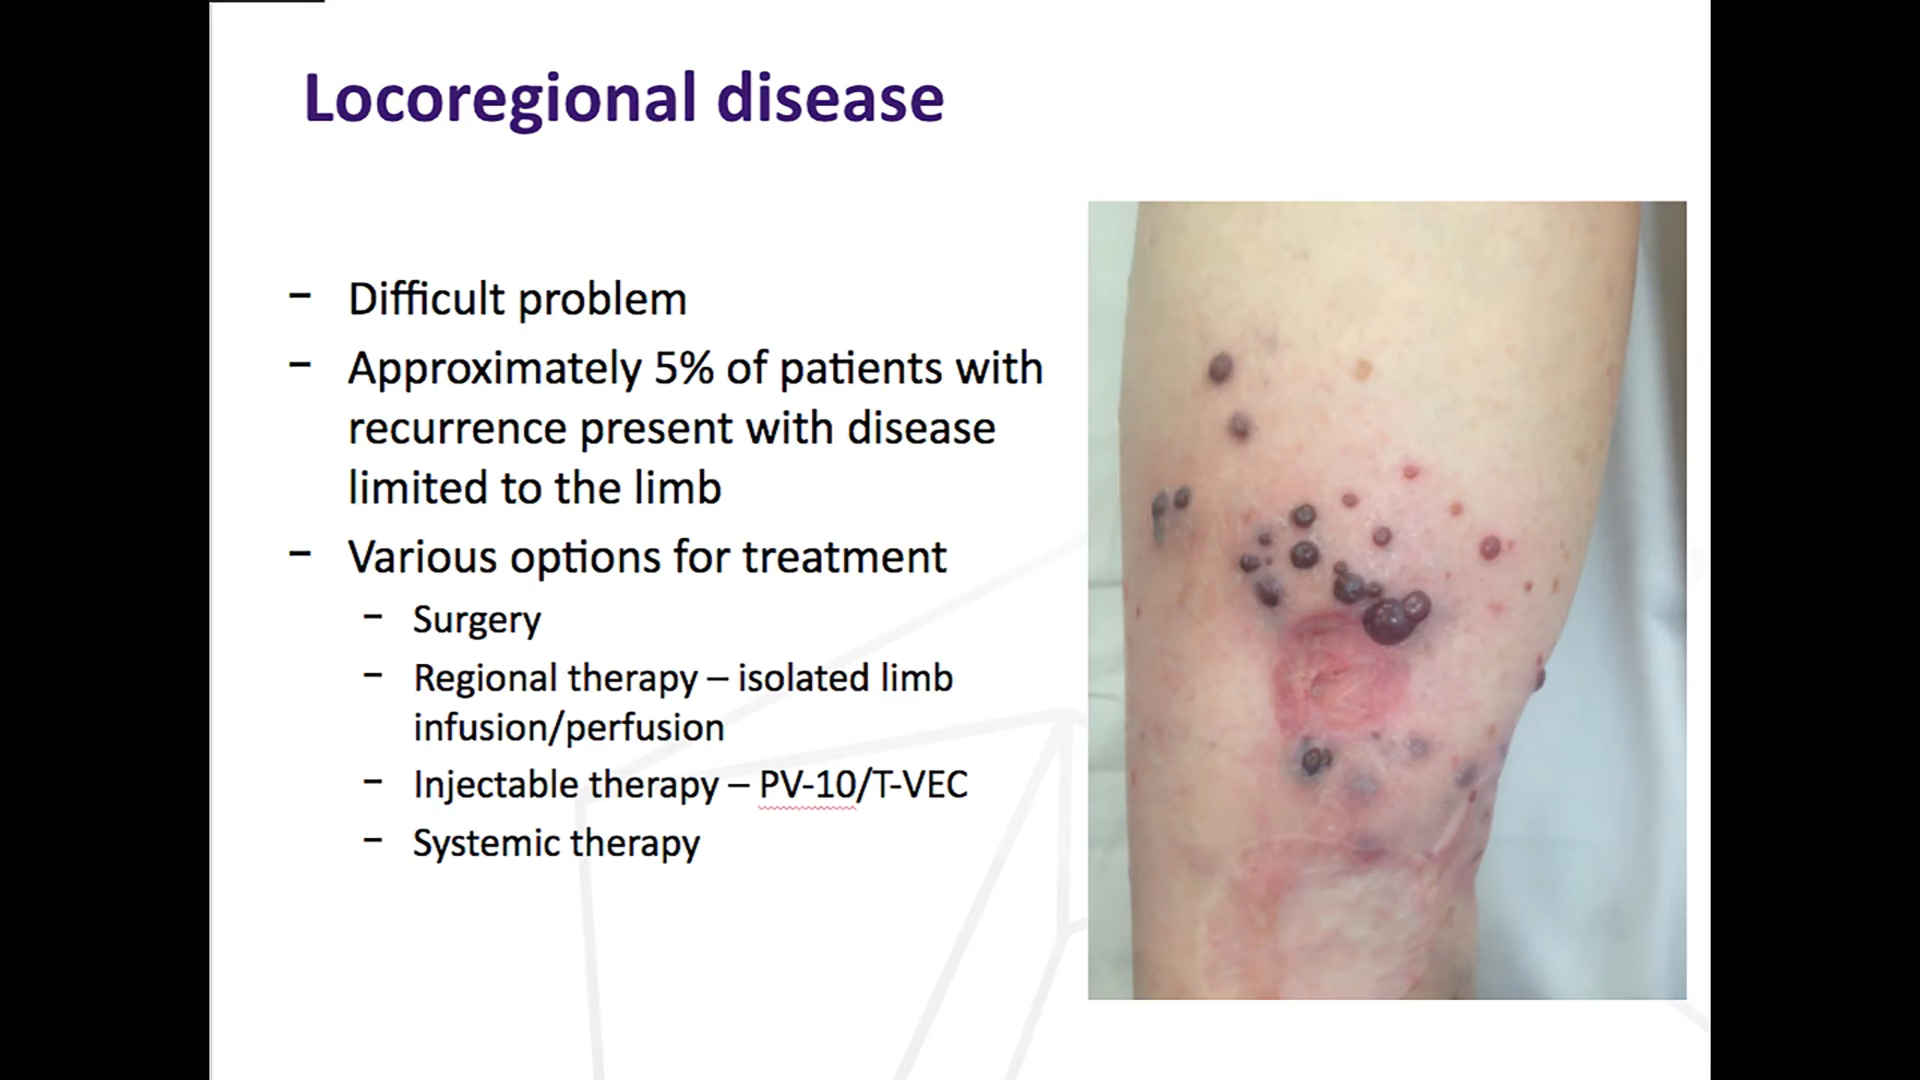 Locoregional disease
– Difficult problem
– Approximately 5% of patients with
recurrence present with disease
limited to the limb
– Various options for treatment
– Surgery
– Regional therapy – isolated limb
infusion/perfusion
– Injectable therapy – PV-10/T-VEC
– Systemic therapy